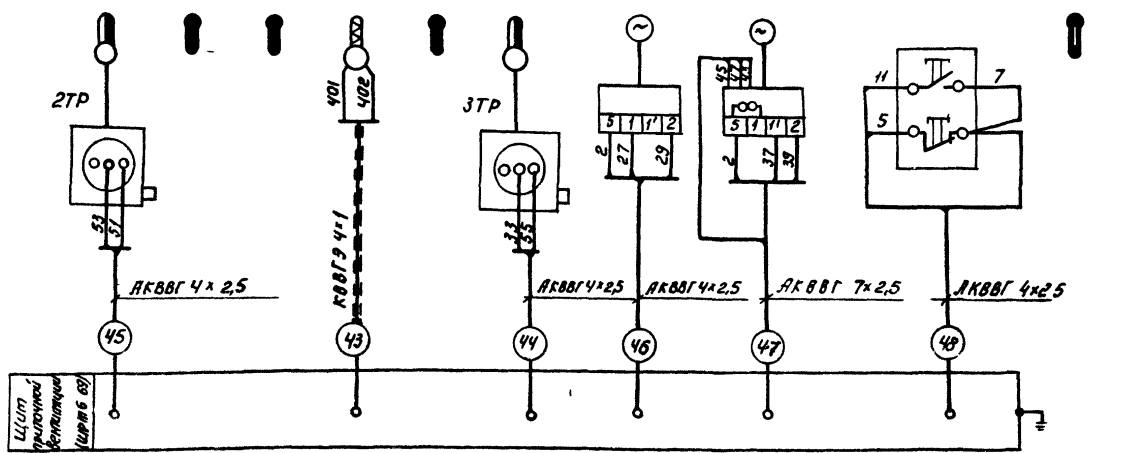 2ТР
53
51
АКВВГ 4×2,5
45
401
402
КВВГЭ 4×1
43
3ТР
33
55
АКВВГ 4×2,5
44
~
5 1 1' 2
2
27
29
АКВВГ 4×2,5
46
~
45
47
5 1 1' 2
2
37
39
АКВВГ 7×2,5
47
11
7
5
АКВВГ 4×2.5
48
Щит
приточной
вентиляции